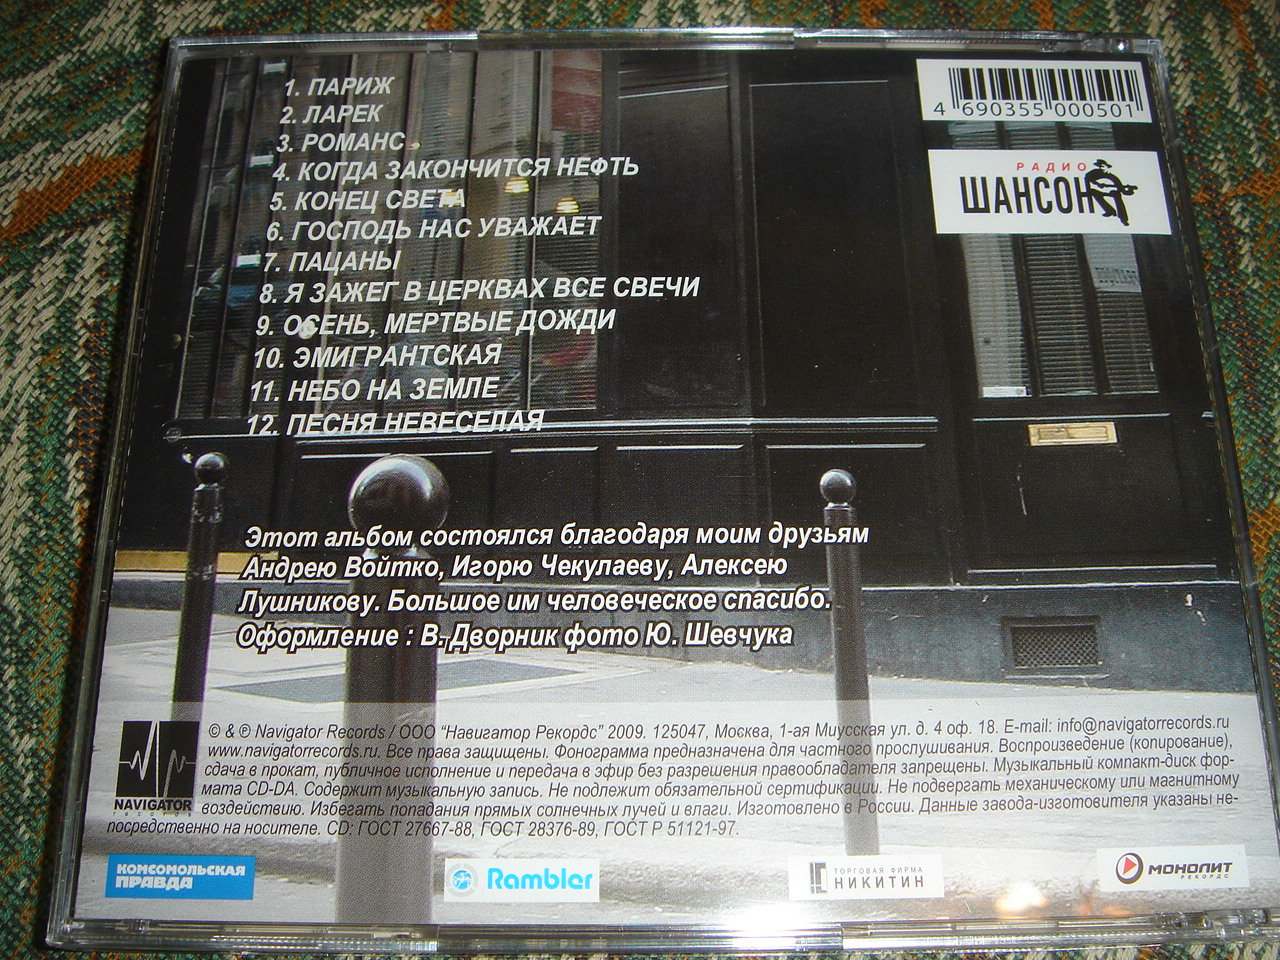 1. ПАРИЖ
2. ЛАРЕК
3. РОМАНС
4. КОГДА ЗАКОНЧИТСЯ НЕФТЬ
5. КОНЕЦ СВЕТА
6. ГОСПОДЬ НАС УВАЖАЕТ
7. ПАЦАНЫ
8. Я ЗАЖЕГ В ЦЕРКВАХ ВСЕ СВЕЧИ
9. ОСЕНЬ, МЕРТВЫЕ ДОЖДИ
10. ЭМИГРАНТСКАЯ
11. НЕБО НА ЗЕМЛЕ
12. ПЕСНЯ НЕВЕСЕЛАЯ
4 690355 000501
РАДИО
ШАНСОН
Этот альбом состоялся благодаря моим друзьям
Андрею Войтко, Игорю Чекулаеву, Алексею
Лушникову. Большое им человеческое спасибо.
Оформление : В. Дворник фото Ю. Шевчука
© & ℗ Navigator Records / ООО "Навигатор Рекордс" 2009. 125047, Москва, 1-ая Миусская ул. д. 4 оф. 18. E-mail: info@navigatorrecords.ru
www.navigatorrecords.ru. Все права защищены. Фонограмма предназначена для частного прослушивания. Воспроизведение (копирование),
сдача в прокат, публичное исполнение и передача в эфир без разрешения правообладателя запрещены. Музыкальный компакт-диск фор-
мата CD-DA. Содержит музыкальную запись. Не подлежит обязательной сертификации. Не подвергать механическому или магнитному
воздействию. Избегать попадания прямых солнечных лучей и влаги. Изготовлено в России. Данные завода-изготовителя указаны не-
посредственно на носителе. CD: ГОСТ 27667-88, ГОСТ 28376-89, ГОСТ Р 51121-97.
NAVIGATOR
records
КОМСОМОЛЬСКАЯ
ПРАВДА
Rambler
ТОРГОВАЯ ФИРМА
НИКИТИН
МОНОЛИТ
РЕКОРДС